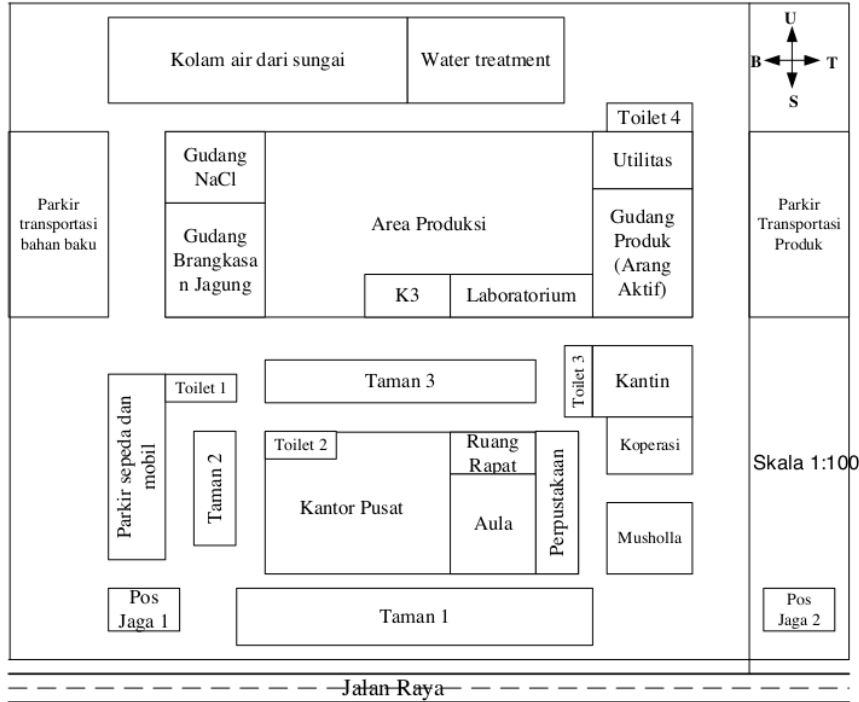 U
B
T
S
Kolam air dari sungai
Water treatment
Toilet 4
Gudang
NaCl
Utilitas
Parkir
transportasi
bahan baku
Area Produksi
Gudang
Brangkasa
n Jagung
Gudang
Produk
(Arang
Aktif)
Parkir
Transportasi
Produk
K3
Laboratorium
Toilet 1
Taman 3
Toilet 3
Kantin
Parkir sepeda dan
mobil
Taman 2
Toilet 2
Ruang
Rapat
Perpustakaan
Koperasi
Skala 1:100
Kantor Pusat
Aula
Musholla
Pos
Jaga 1
Taman 1
Pos
Jaga 2
Jalan Raya